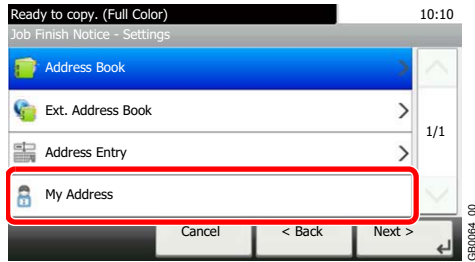 Ready to copy. (Full Color) 10:10
Job Finish Notice - Settings
Address Book
Ext. Address Book
1/1
Address Entry
My Address
Cancel < Back Next >
GB0064_00